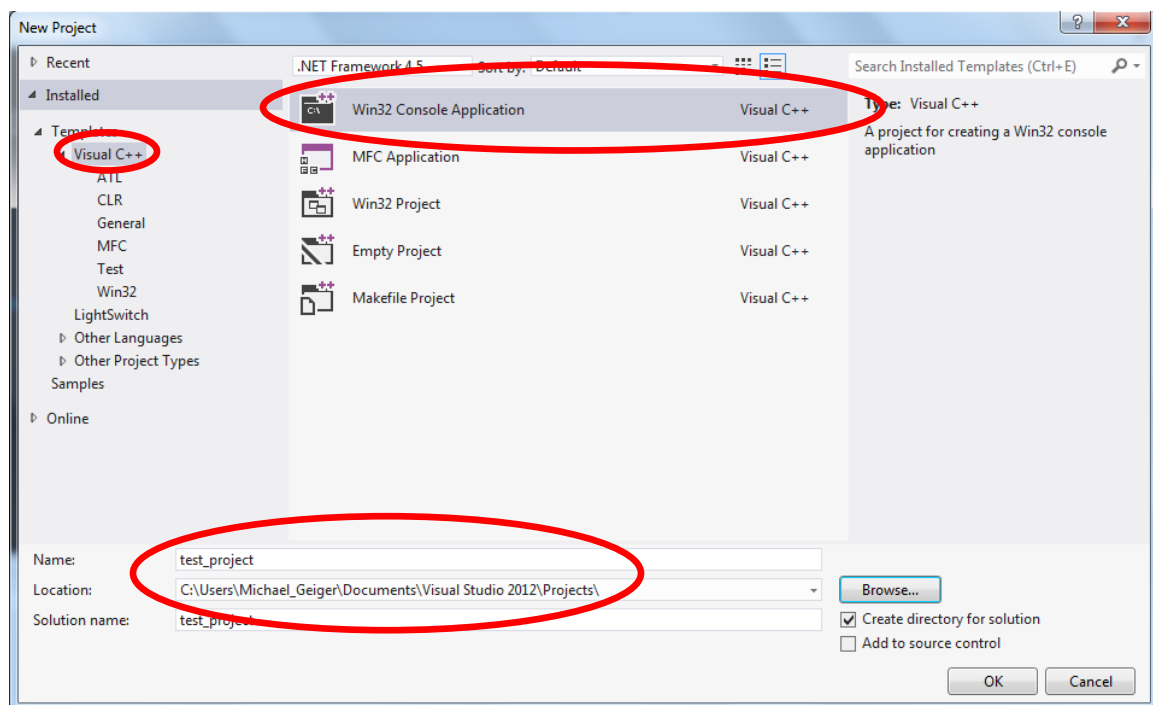 New Project
Recent
.NET Framework 4.5 Sort by: Default
Search Installed Templates (Ctrl+E)
Installed
Templates
Visual C++
ATL
CLR
General
MFC
Test
Win32
LightSwitch
Other Languages
Other Project Types
Samples
Online
Win32 Console Application Visual C++
MFC Application Visual C++
Win32 Project Visual C++
Empty Project Visual C++
Makefile Project Visual C++
Type: Visual C++
A project for creating a Win32 console
application
Name: test_project
Location: C:\Users\Michael_Geiger\Documents\Visual Studio 2012\Projects\
Browse...
Solution name: test_project
Create directory for solution
Add to source control
OK Cancel